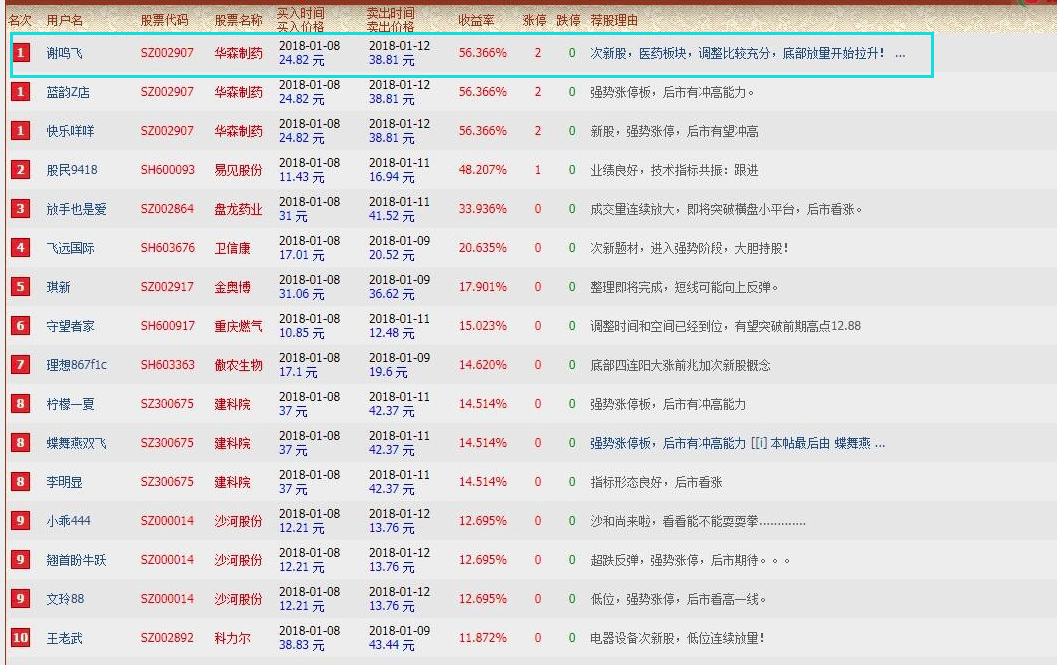 名次 用户名 股票代码 股票名称 买入时间 卖出时间 收益率 涨停 跌停 荐股理由
买入价格 卖出价格
1 谢鸣飞 SZ002907 华森制药 2018-01-08 2018-01-12 56.366% 2 0 次新股，医药板块，调整比较充分，底部放量开始拉升！ ...
24.82 元 38.81 元
1 蓝韵Z店 SZ002907 华森制药 2018-01-08 2018-01-12 56.366% 2 0 强势涨停板，后市有冲高能力。
24.82 元 38.81 元
1 快乐咩咩 SZ002907 华森制药 2018-01-08 2018-01-12 56.366% 2 0 新股，强势涨停，后市有望冲高
24.82 元 38.81 元
2 股民9418 SH600093 易见股份 2018-01-08 2018-01-11 48.207% 1 0 业绩良好，技术指标共振：跟进
11.43 元 16.94 元
3 放手也是爱 SZ002864 盘龙药业 2018-01-08 2018-01-11 33.936% 0 0 成交量连续放大，即将突破横盘小平台，后市看涨。
31 元 41.52 元
4 飞远国际 SH603676 卫信康 2018-01-08 2018-01-09 20.635% 0 0 次新题材，进入强势阶段，大胆持股！
17.01 元 20.52 元
5 琪新 SZ002917 金奥博 2018-01-08 2018-01-09 17.901% 0 0 整理即将完成，短线可能向上反弹。
31.06 元 36.62 元
6 守望者家 SH600917 重庆燃气 2018-01-08 2018-01-11 15.023% 0 0 调整时间和空间已经到位，有望突破前期高点12.88
10.85 元 12.48 元
7 理想867f1c SH603363 傲农生物 2018-01-08 2018-01-09 14.620% 0 0 底部四连阳大涨前兆加次新股概念
17.1 元 19.6 元
8 柠檬一夏 SZ300675 建科院 2018-01-08 2018-01-11 14.514% 0 0 强势涨停板，后市有冲高能力
37 元 42.37 元
8 蝶舞燕双飞 SZ300675 建科院 2018-01-08 2018-01-11 14.514% 0 0 强势涨停板，后市有冲高能力 [[i] 本帖最后由 蝶舞燕 ...
37 元 42.37 元
8 李明显 SZ300675 建科院 2018-01-08 2018-01-11 14.514% 0 0 指标形态良好，后市看涨
37 元 42.37 元
9 小乖444 SZ000014 沙河股份 2018-01-08 2018-01-12 12.695% 0 0 沙和尚来啦，看看能不能耍耍拳.............
12.21 元 13.76 元
9 翘首盼牛跃 SZ000014 沙河股份 2018-01-08 2018-01-12 12.695% 0 0 超跌反弹，强势涨停，后市期待。。。
12.21 元 13.76 元
9 文玲88 SZ000014 沙河股份 2018-01-08 2018-01-12 12.695% 0 0 低位，强势涨停，后市看高一线。
12.21 元 13.76 元
10 王老武 SZ002892 科力尔 2018-01-08 2018-01-09 11.872% 0 0 电器设备次新股，低位连续放量！
38.83 元 43.44 元